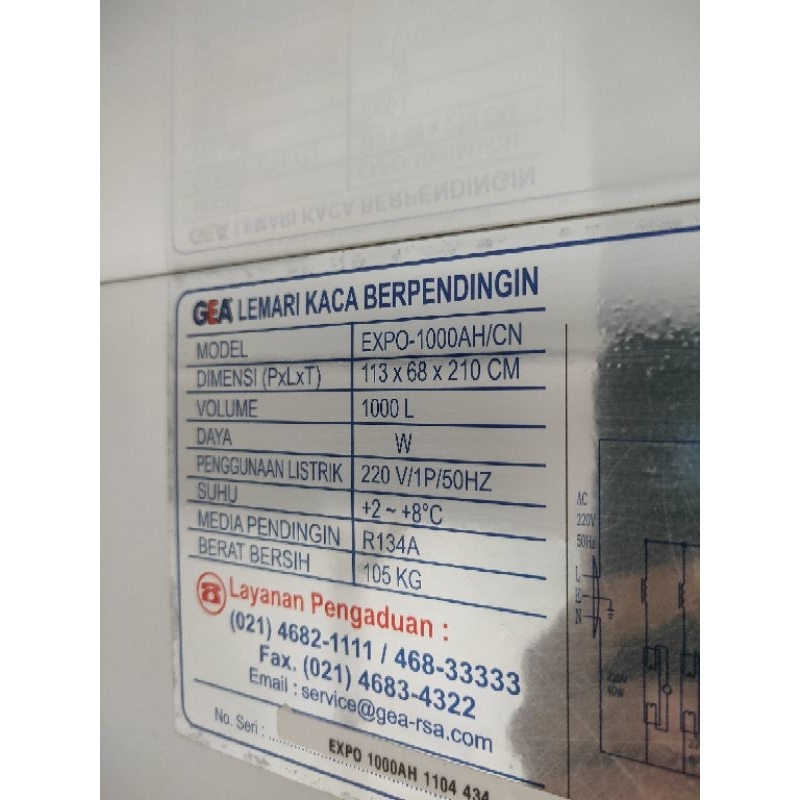 GEA LEMARI KACA BERPENDINGIN
MODEL EXPO-1000AH/CN
DIMENSI (PxLxT) 113 x 68 x 210 CM
VOLUME 1000 L
DAYA W
PENGGUNAAN LISTRIK 220 V/1P/50HZ
SUHU +2 ~ +8°C
MEDIA PENDINGIN R134A
BERAT BERSIH 105 KG
Layanan Pengaduan :
(021) 4682-1111 / 468-33333
Fax. (021) 4683-4322
Email : service@gea-rsa.com
No. Seri :
EXPO 1000AH 1104 434
AC
220V
50Hz
L
E
N